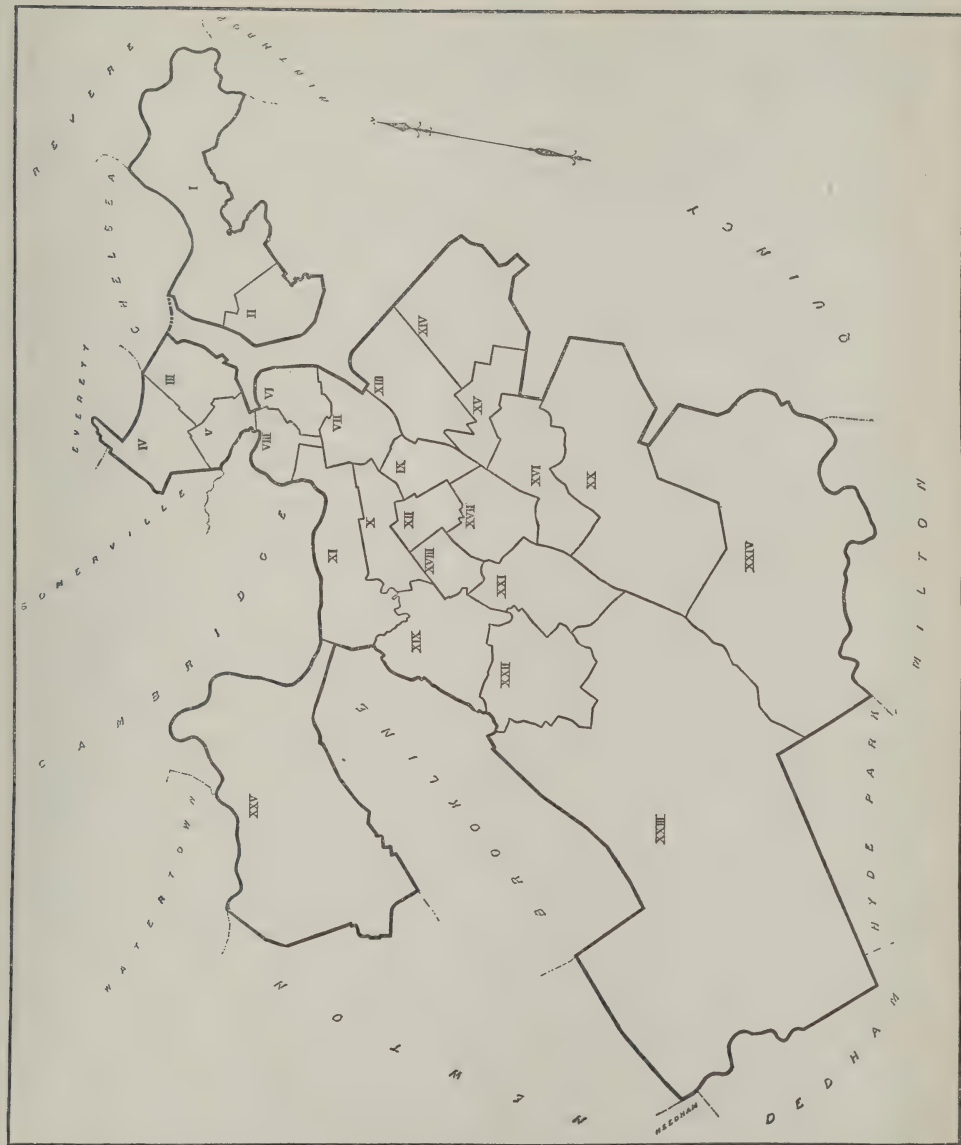 WINTHROP
REVERE
CHELSEA
EVERETT
SOMERVILLE
CAMBRIDGE
WATERTOWN
NEWTON
BROOKLINE
NEEDHAM
DEDHAM
HYDE PARK
MILTON
QUINCY
I
II
III
IV
V
VI
VII
VIII
IX
X
XI
XII
XIII
XIV
XV
XVI
XVII
XVIII
XIX
XX
XXI
XXII
XXIII
XXIV
XXV